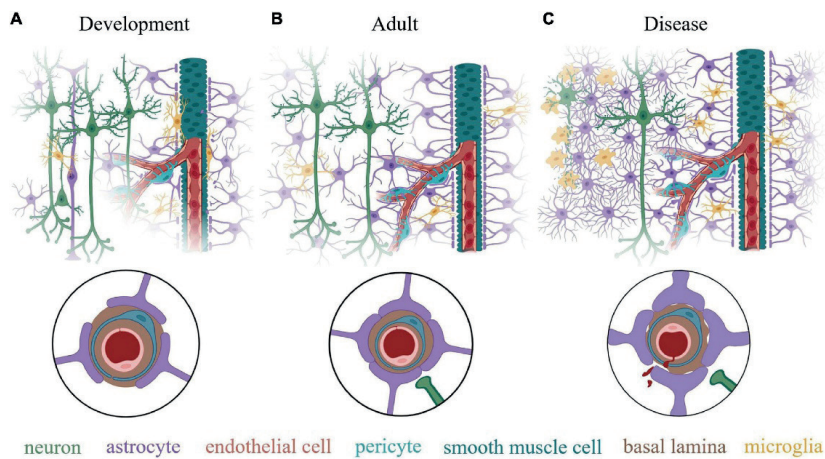 A Development B Adult C Disease
neuron astrocyte endothelial cell pericyte smooth muscle cell basal lamina microglia